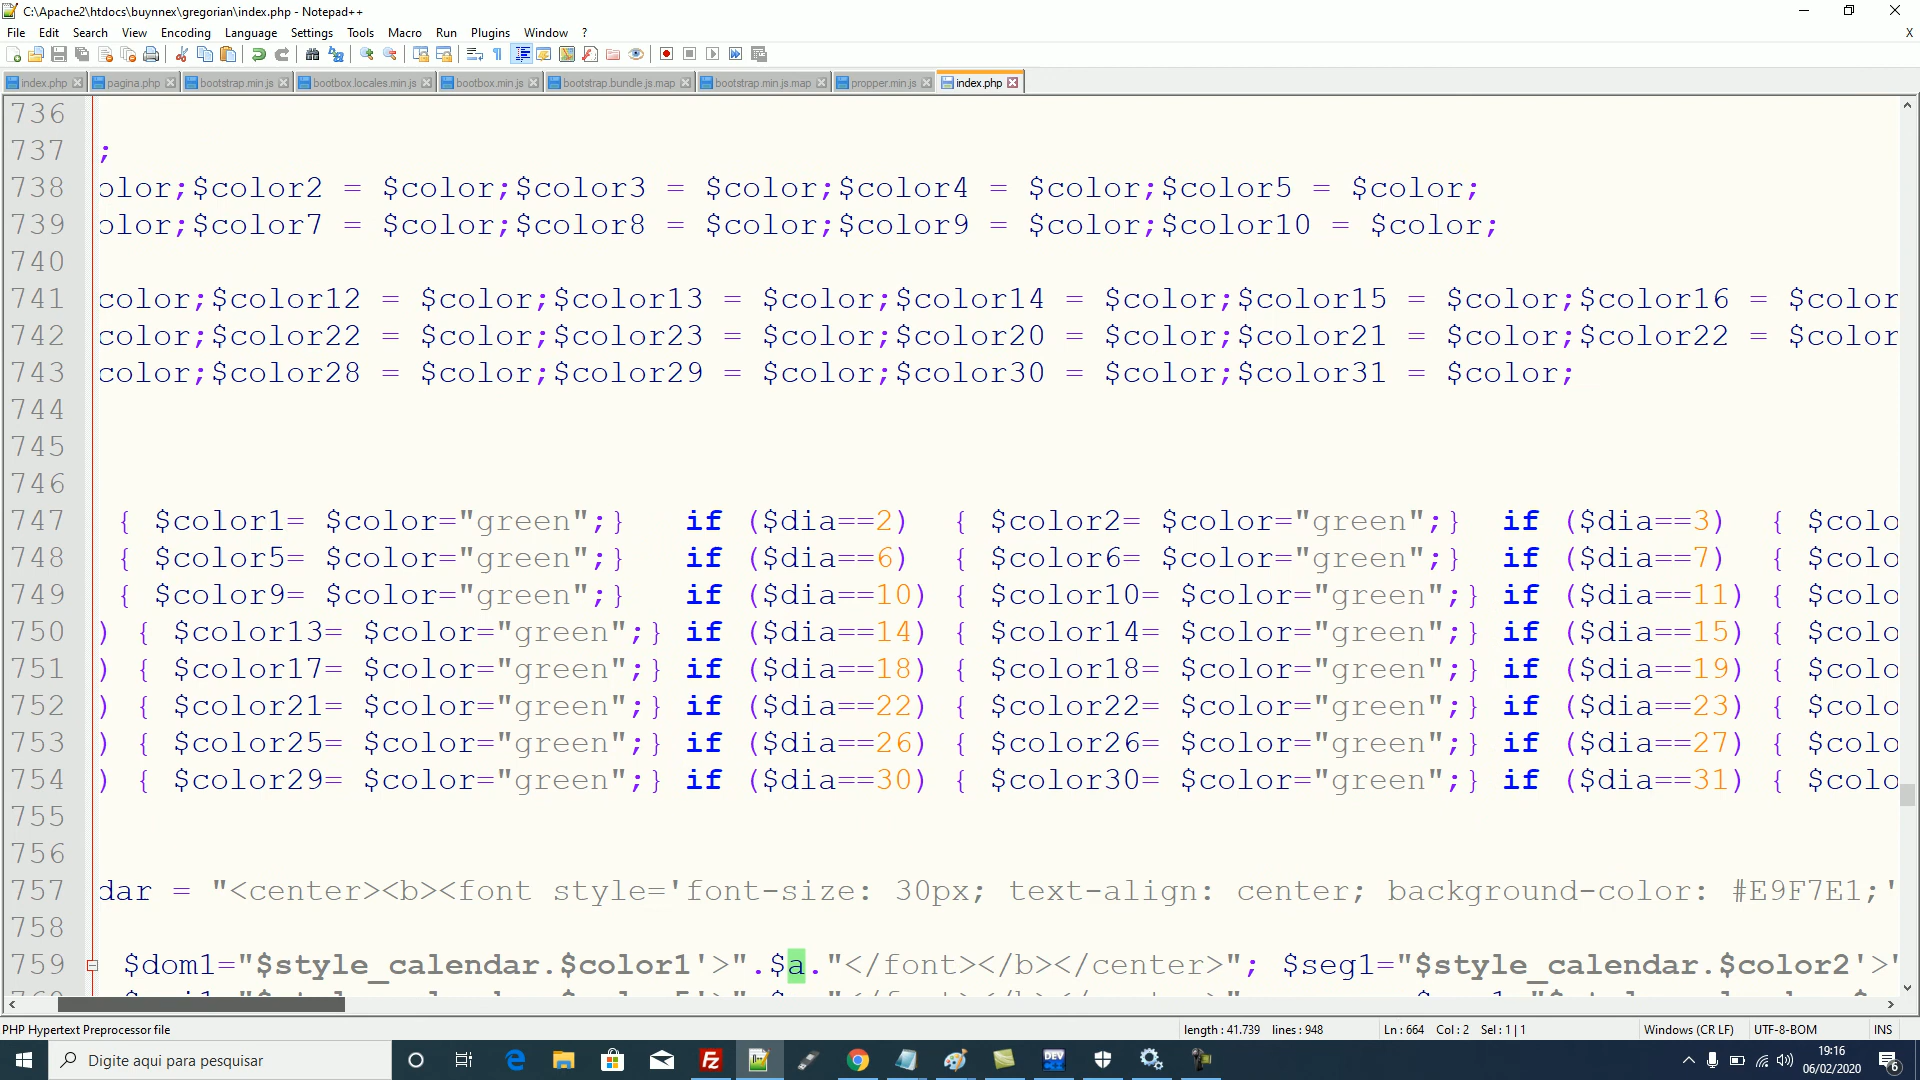 C:\Apache2\htdocs\buynnex\gregorian\index.php - Notepad++
File Edit Search View Encoding Language Settings Tools Macro Run Plugins Window ? X
index.php pagina.php bootstrap.min.js bootbox.locales.min.js bootbox.min.js bootstrap.bundle.js.map bootstrap.min.js.map propper.min.js index.php
736
737 ;
738 olor;$color2 = $color;$color3 = $color;$color4 = $color;$color5 = $color;
739 olor;$color7 = $color;$color8 = $color;$color9 = $color;$color10 = $color;
740
741 color;$color12 = $color;$color13 = $color;$color14 = $color;$color15 = $color;$color16 = $color
742 color;$color22 = $color;$color23 = $color;$color20 = $color;$color21 = $color;$color22 = $color
743 color;$color28 = $color;$color29 = $color;$color30 = $color;$color31 = $color;
744
745
746
747 { $color1= $color="green";} if ($dia==2) { $color2= $color="green";} if ($dia==3) { $colo
748 { $color5= $color="green";} if ($dia==6) { $color6= $color="green";} if ($dia==7) { $colo
749 { $color9= $color="green";} if ($dia==10) { $color10= $color="green";} if ($dia==11) { $colo
750 ) { $color13= $color="green";} if ($dia==14) { $color14= $color="green";} if ($dia==15) { $colo
751 ) { $color17= $color="green";} if ($dia==18) { $color18= $color="green";} if ($dia==19) { $colo
752 ) { $color21= $color="green";} if ($dia==22) { $color22= $color="green";} if ($dia==23) { $colo
753 ) { $color25= $color="green";} if ($dia==26) { $color26= $color="green";} if ($dia==27) { $colo
754 ) { $color29= $color="green";} if ($dia==30) { $color30= $color="green";} if ($dia==31) { $colo
755
756
757 dar = "<center><b><font style='font-size: 30px; text-align: center; background-color: #E9F7E1;'
758
759 $dom1="$style_calendar.$color1'>".$a."</font></b></center>"; $seg1="$style_calendar.$color2'>'
PHP Hypertext Preprocessor file length : 41.739 lines : 948 Ln : 664 Col : 2 Sel : 1 | 1 Windows (CR LF) UTF-8-BOM INS
Digite aqui para pesquisar
DEV
19:16
06/02/2020
6